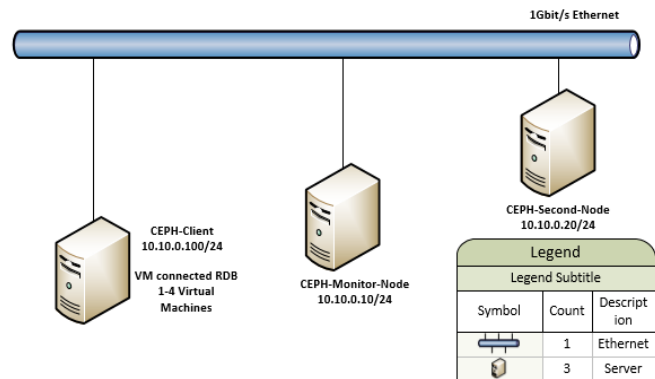 1Gbit/s Ethernet
CEPH-Second-Node
10.10.0.20/24
CEPH-Client
10.10.0.100/24
VM connected RDB
1-4 Virtual
Machines
CEPH-Monitor-Node
10.10.0.10/24
Legend
Legend Subtitle
Symbol Count Descript
ion
1 Ethernet
3 Server